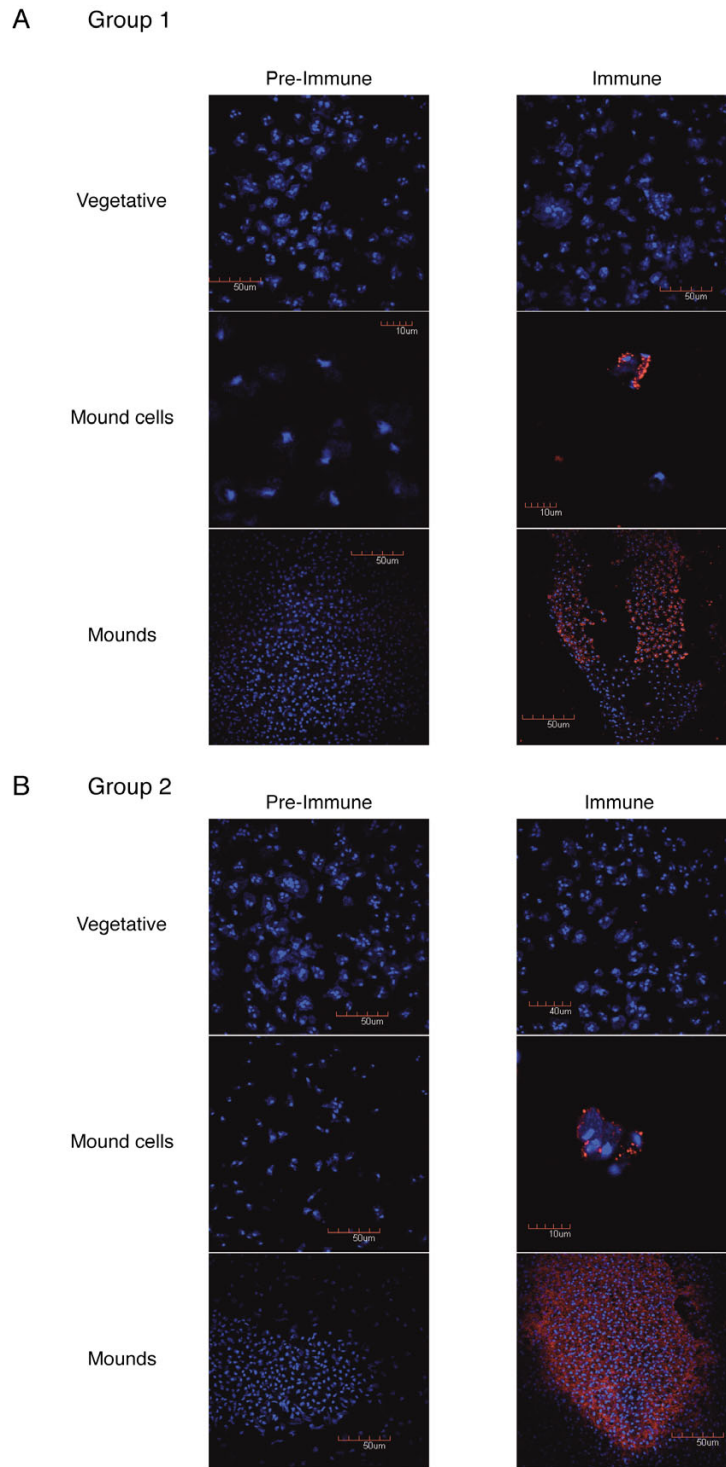 A Group 1
Pre-Immune Immune
Vegetative
50um 50um
Mound cells
10um 10um
Mounds
50um 50um
B Group 2
Pre-Immune Immune
Vegetative
50um 40um
Mound cells
50um 10um
Mounds
50um 50um